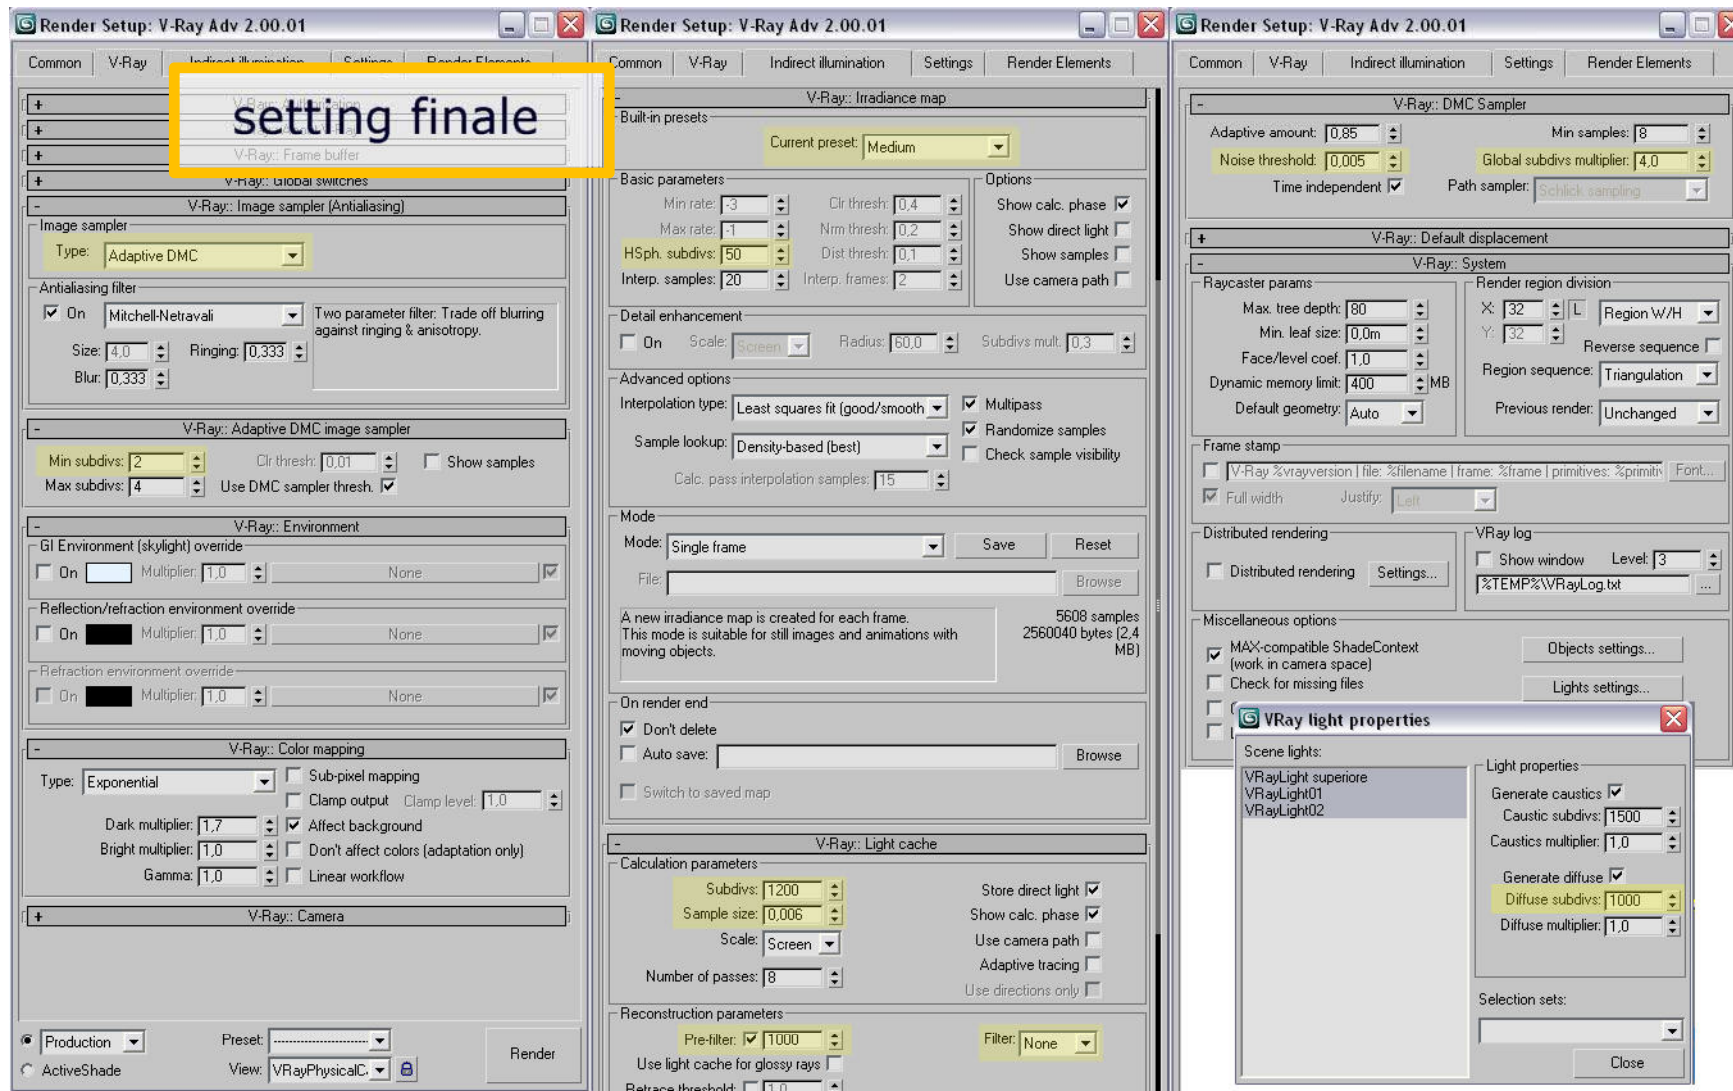 Render Setup: V-Ray Adv 2.00.01
Common V-Ray Indirect illumination Settings Render Elements
setting finale
V-Ray:: Authorization
V-Ray:: Frame buffer
V-Ray:: Global switches
V-Ray:: Image sampler (Antialiasing)
Image sampler
Type: Adaptive DMC
Antialiasing filter
On Mitchell-Netravali
Two parameter filter: Trade off blurring
against ringing & anisotropy.
Size: 4,0 Ringing: 0,333
Blur: 0,333
V-Ray:: Adaptive DMC image sampler
Min subdivs: 2 Clr thresh: 0,01 Show samples
Max subdivs: 4 Use DMC sampler thresh.
V-Ray:: Environment
GI Environment (skylight) override
On Multiplier: 1,0 None
Reflection/refraction environment override
On Multiplier: 1,0 None
Refraction environment override
On Multiplier: 1,0 None
V-Ray:: Color mapping
Type: Exponential Sub-pixel mapping
Clamp output Clamp level: 1,0
Dark multiplier: 1,7 Affect background
Bright multiplier: 1,0 Don't affect colors (adaptation only)
Gamma: 1,0 Linear workflow
V-Ray:: Camera
Production Preset: Render
ActiveShade View: VRayPhysicalC.
Render Setup: V-Ray Adv 2.00.01
Common V-Ray Indirect illumination Settings Render Elements
V-Ray:: Irradiance map
Built-in presets
Current preset: Medium
Basic parameters Options
Min rate: -3 Clr thresh: 0,4 Show calc. phase
Max rate: -1 Nrm thresh: 0,2 Show direct light
HSph. subdivs: 50 Dist thresh: 0,1 Show samples
Interp. samples: 20 Interp. frames: 2 Use camera path
Detail enhancement
On Scale: Screen Radius: 60,0 Subdivs mult. 0,3
Advanced options
Interpolation type: Least squares fit (good/smooth Multipass
Randomize samples
Sample lookup: Density-based (best) Check sample visibility
Calc. pass interpolation samples: 15
Mode
Mode: Single frame Save Reset
File: Browse
A new irradiance map is created for each frame.
This mode is suitable for still images and animations with
moving objects.
5608 samples
2560040 bytes (2,4
MB)
On render end
Don't delete
Auto save: Browse
Switch to saved map
V-Ray:: Light cache
Calculation parameters
Subdivs: 1200 Store direct light
Sample size: 0,006 Show calc. phase
Scale: Screen Use camera path
Adaptive tracing
Number of passes: 8 Use directions only
Reconstruction parameters
Pre-filter: 1000 Filter: None
Use light cache for glossy rays
Retrace threshold: 1,0
Render Setup: V-Ray Adv 2.00.01
Common V-Ray Indirect illumination Settings Render Elements
V-Ray:: DMC Sampler
Adaptive amount: 0,85 Min samples: 8
Noise threshold: 0,005 Global subdivs multiplier: 4,0
Time independent Path sampler: Schlick sampling
V-Ray:: Default displacement
V-Ray:: System
Raycaster params Render region division
Max. tree depth: 80 X: 32 L Region W/H
Min. leaf size: 0,0m Y: 32
Face/level coef. 1,0 Reverse sequence
Dynamic memory limit: 400 MB Region sequence: Triangulation
Default geometry: Auto Previous render: Unchanged
Frame stamp
V-Ray %vrayversion | file: %filename | frame: %frame | primitives: %primitiv Font...
Full width Justify: Left
Distributed rendering VRay log
Distributed rendering Settings... Show window Level: 3
%TEMP%\VRayLog.txt ...
Miscellaneous options
MAX-compatible ShadeContext
(work in camera space) Objects settings...
Check for missing files Lights settings...
VRay light properties
Scene lights:
VRayLight superiore
VRayLight01
VRayLight02
Light properties
Generate caustics
Caustic subdivs: 1500
Caustics multiplier: 1,0
Generate diffuse
Diffuse subdivs: 1000
Diffuse multiplier: 1,0
Selection sets:
Close